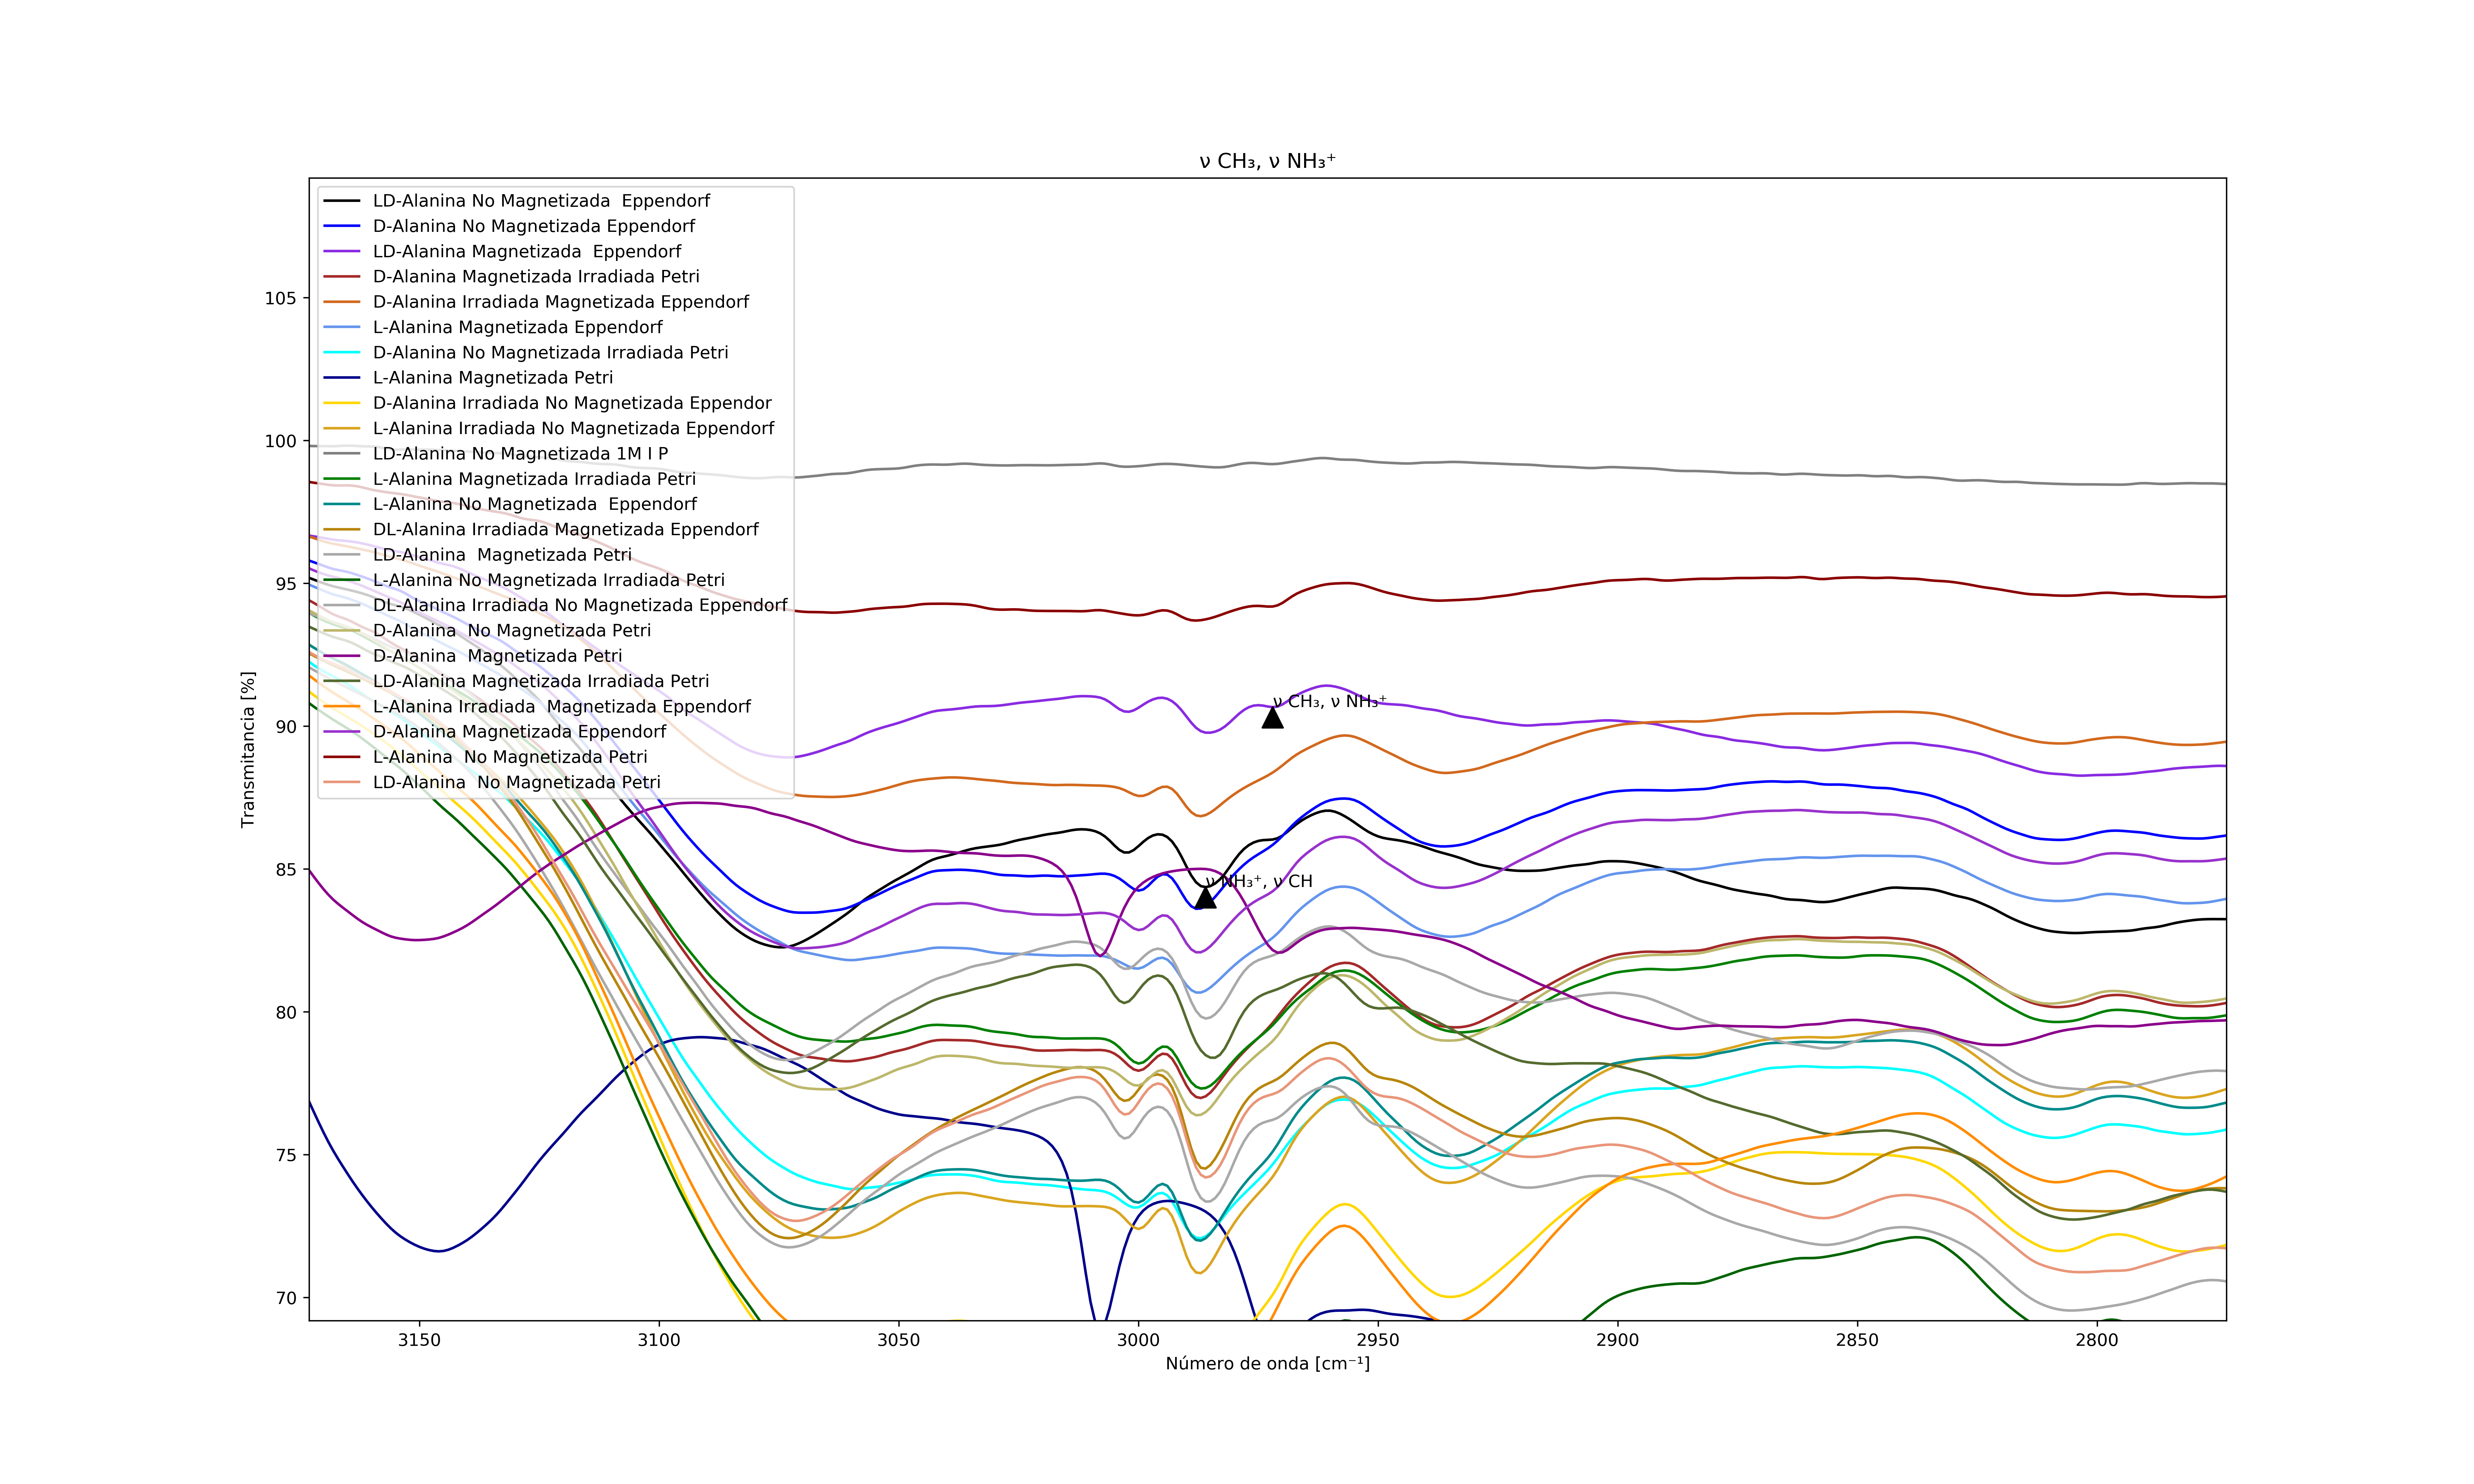 ν CH₃, ν NH₃⁺
LD-Alanina No Magnetizada  Eppendorf
D-Alanina No Magnetizada Eppendorf
LD-Alanina Magnetizada  Eppendorf
D-Alanina Magnetizada Irradiada Petri
D-Alanina Irradiada Magnetizada Eppendorf
L-Alanina Magnetizada Eppendorf
D-Alanina No Magnetizada Irradiada Petri
L-Alanina Magnetizada Petri
D-Alanina Irradiada No Magnetizada Eppendor
L-Alanina Irradiada No Magnetizada Eppendorf
LD-Alanina No Magnetizada 1M I P
L-Alanina Magnetizada Irradiada Petri
L-Alanina No Magnetizada  Eppendorf
DL-Alanina Irradiada Magnetizada Eppendorf
LD-Alanina  Magnetizada Petri
L-Alanina No Magnetizada Irradiada Petri
DL-Alanina Irradiada No Magnetizada Eppendorf
D-Alanina  No Magnetizada Petri
D-Alanina  Magnetizada Petri
LD-Alanina Magnetizada Irradiada Petri
L-Alanina Irradiada  Magnetizada Eppendorf
D-Alanina Magnetizada Eppendorf
L-Alanina  No Magnetizada Petri
LD-Alanina  No Magnetizada Petri
ν CH₃, ν NH₃⁺
ν NH₃⁺, ν CH
Transmitancia [%]
105
100
95
90
85
80
75
70
3150 3100 3050 3000 2950 2900 2850 2800
Número de onda [cm⁻¹]